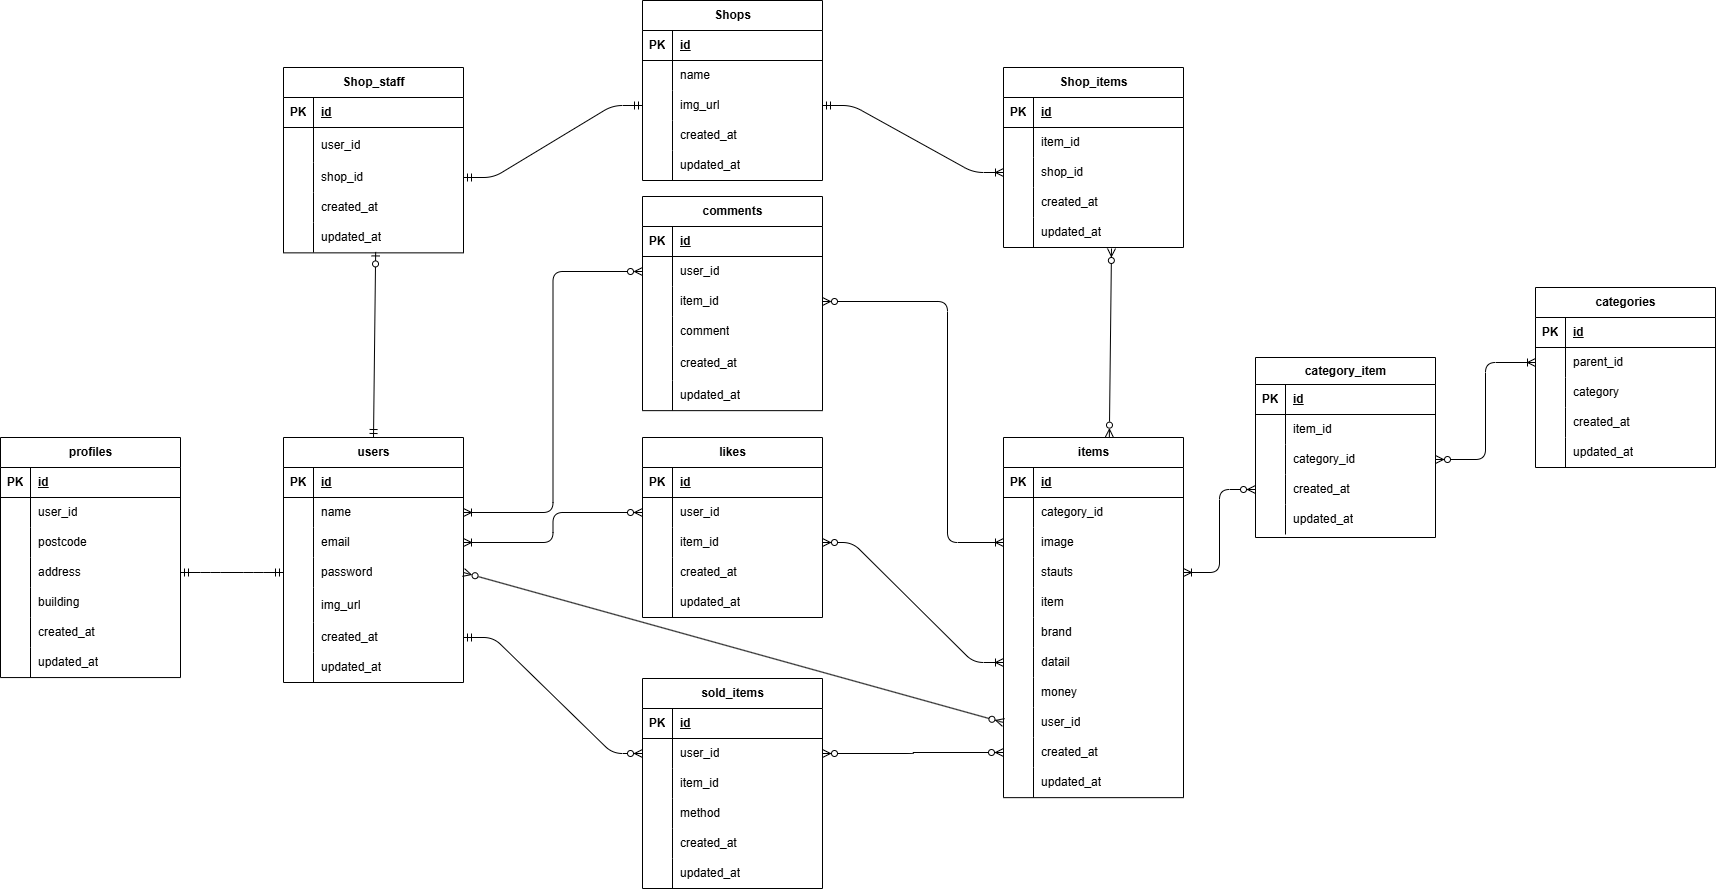 Shops
PK id
name
img_url
created_at
updated_at
Shop_staff
PK id
user_id
shop_id
created_at
updated_at
Shop_items
PK id
item_id
shop_id
created_at
updated_at
comments
PK id
user_id
item_id
comment
created_at
updated_at
categories
PK id
parent_id
category
created_at
updated_at
category_item
PK id
item_id
category_id
created_at
updated_at
profiles
PK id
user_id
postcode
address
building
created_at
updated_at
users
PK id
name
email
password
img_url
created_at
updated_at
likes
PK id
user_id
item_id
created_at
updated_at
items
PK id
category_id
image
stauts
item
brand
datail
money
user_id
created_at
updated_at
sold_items
PK id
user_id
item_id
method
created_at
updated_at